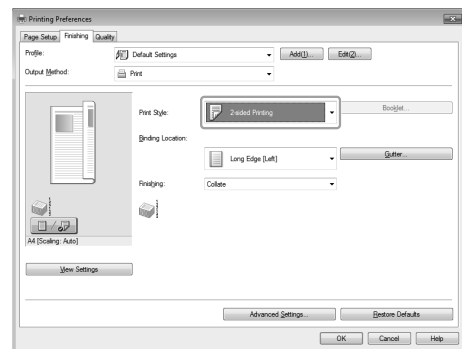 Printing Preferences
Page Setup Finishing Quality
Profile: Default Settings Add(1)... Edit(2)...
Output Method: Print
Print Style: 2-sided Printing Booklet...
Binding Location:
Long Edge [Left] Gutter...
Finishing: Collate
A4 [Scaling: Auto]
View Settings
Advanced Settings... Restore Defaults
OK Cancel Help